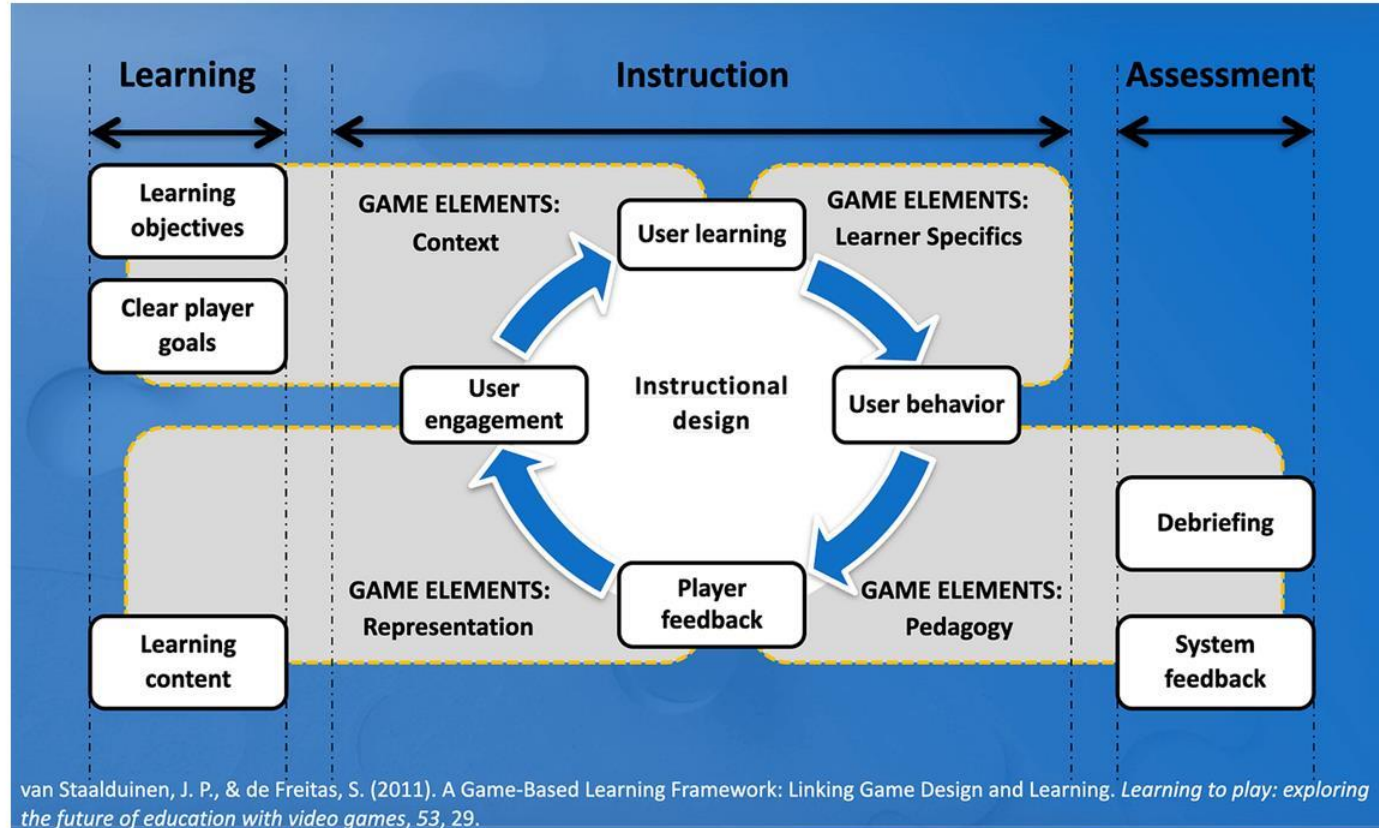 Learning
Instruction
Assessment
Learning
objectives
Clear player
goals
GAME ELEMENTS:
Context
User learning
GAME ELEMENTS:
Learner Specifics
User
engagement
Instructional
design
User behavior
Learning
content
GAME ELEMENTS:
Representation
Player
feedback
GAME ELEMENTS:
Pedagogy
Debriefing
System
feedback
van Staalduinen, J. P., & de Freitas, S. (2011). A Game-Based Learning Framework: Linking Game Design and Learning. Learning to play: exploring
the future of education with video games, 53, 29.